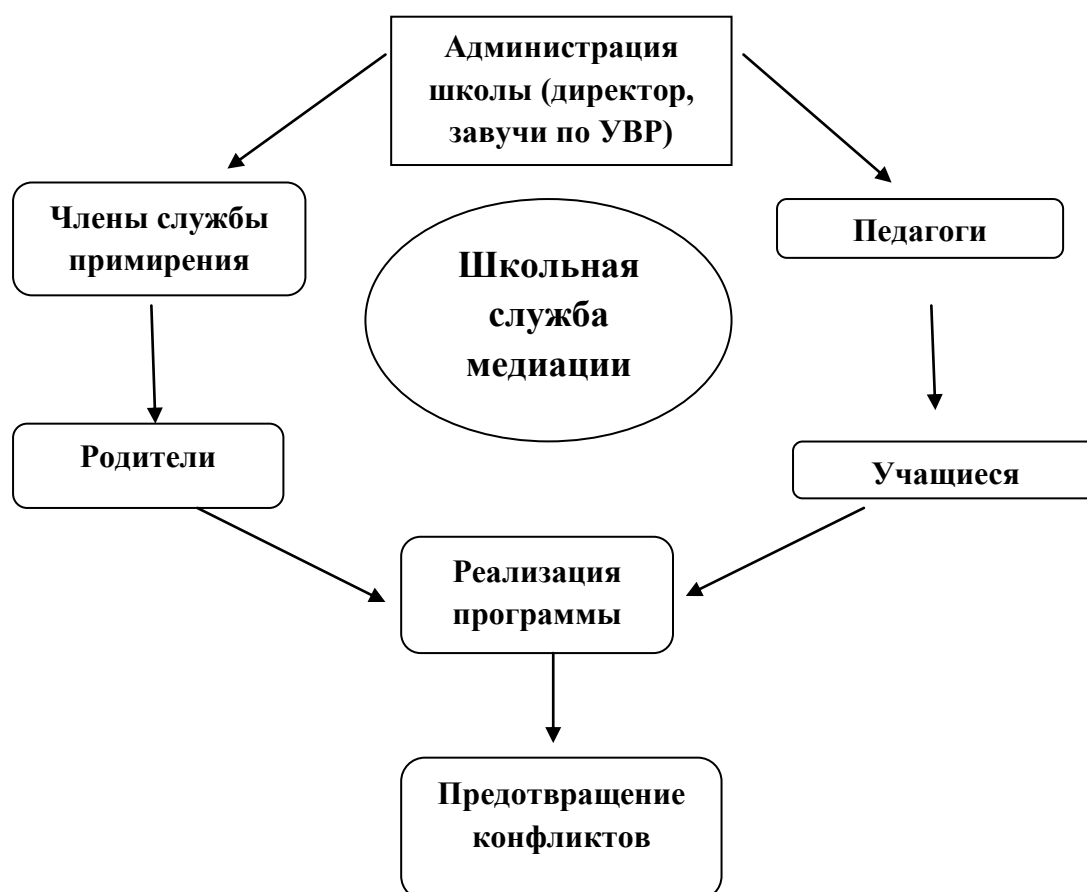 Администрация
школы (директор,
завучи по УВР)
Члены службы
примирения
Школьная
служба
медиации
Педагоги
Родители
Учащиеся
Реализация
программы
Предотвращение
конфликтов